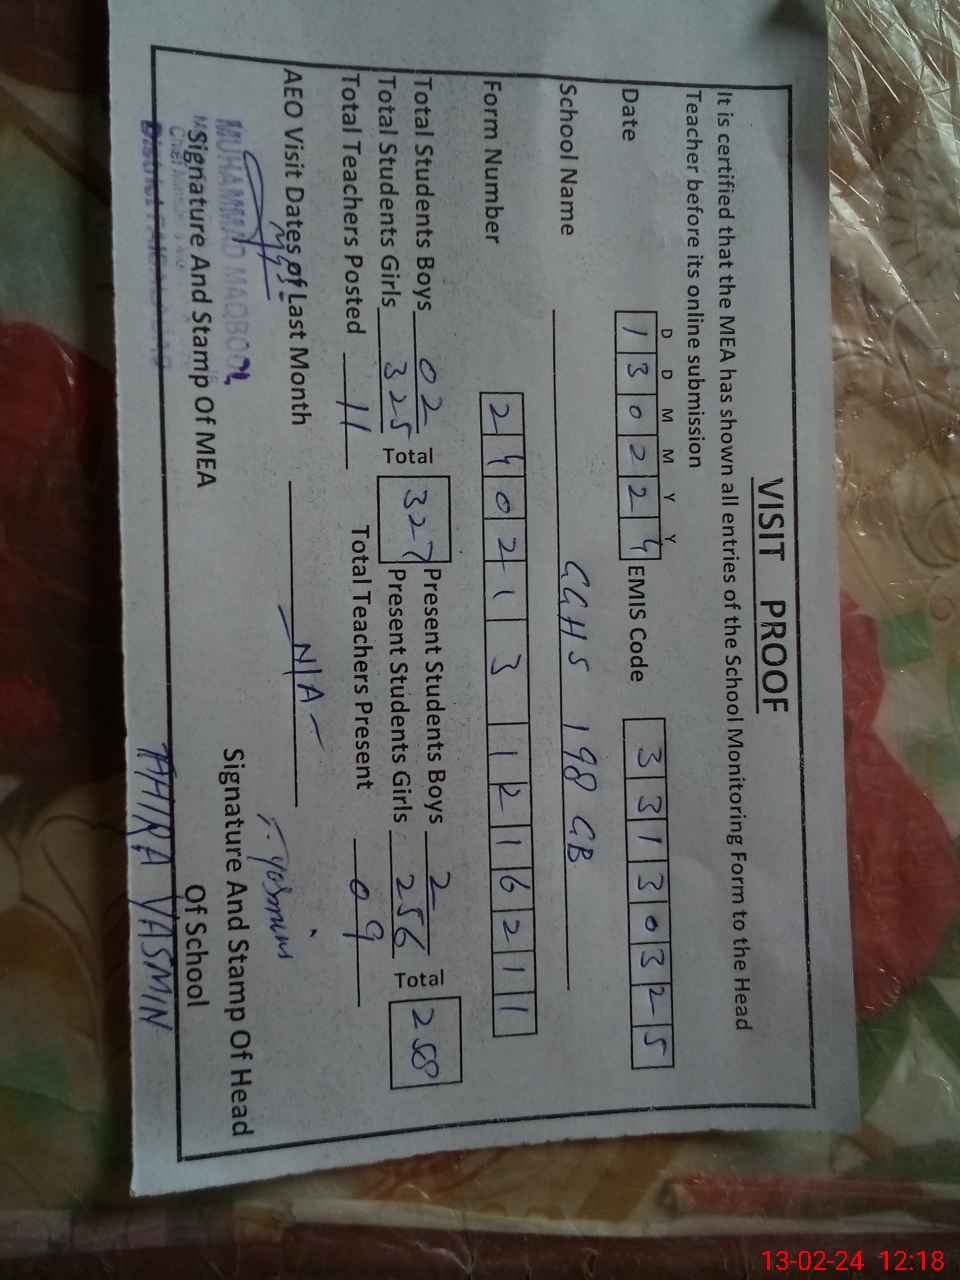 VISIT PROOF
It is certified that the MEA has shown all entries of the School Monitoring Form to the Head
Teacher before its online submission
D D M M Y Y
Date 1 3 0 2 2 4 EMIS Code 3 3 1 3 0 3 2 5
School Name GGHS 198 GB
Form Number 2 4 0 2 1 3 1 2 1 6 2 1 1
Total Students Boys 02 Total 327 Present Students Boys 2 Total 258
Total Students Girls 325 Present Students Girls 256
Total Teachers Posted 11 Total Teachers Present 09
AEO Visit Dates of Last Month N/A
MUHAMMAD MAQBOOL
Signature And Stamp Of MEA
T. Yasmin
Signature And Stamp Of Head
Of School
TAHIRA YASMIN
13-02-24 12:18